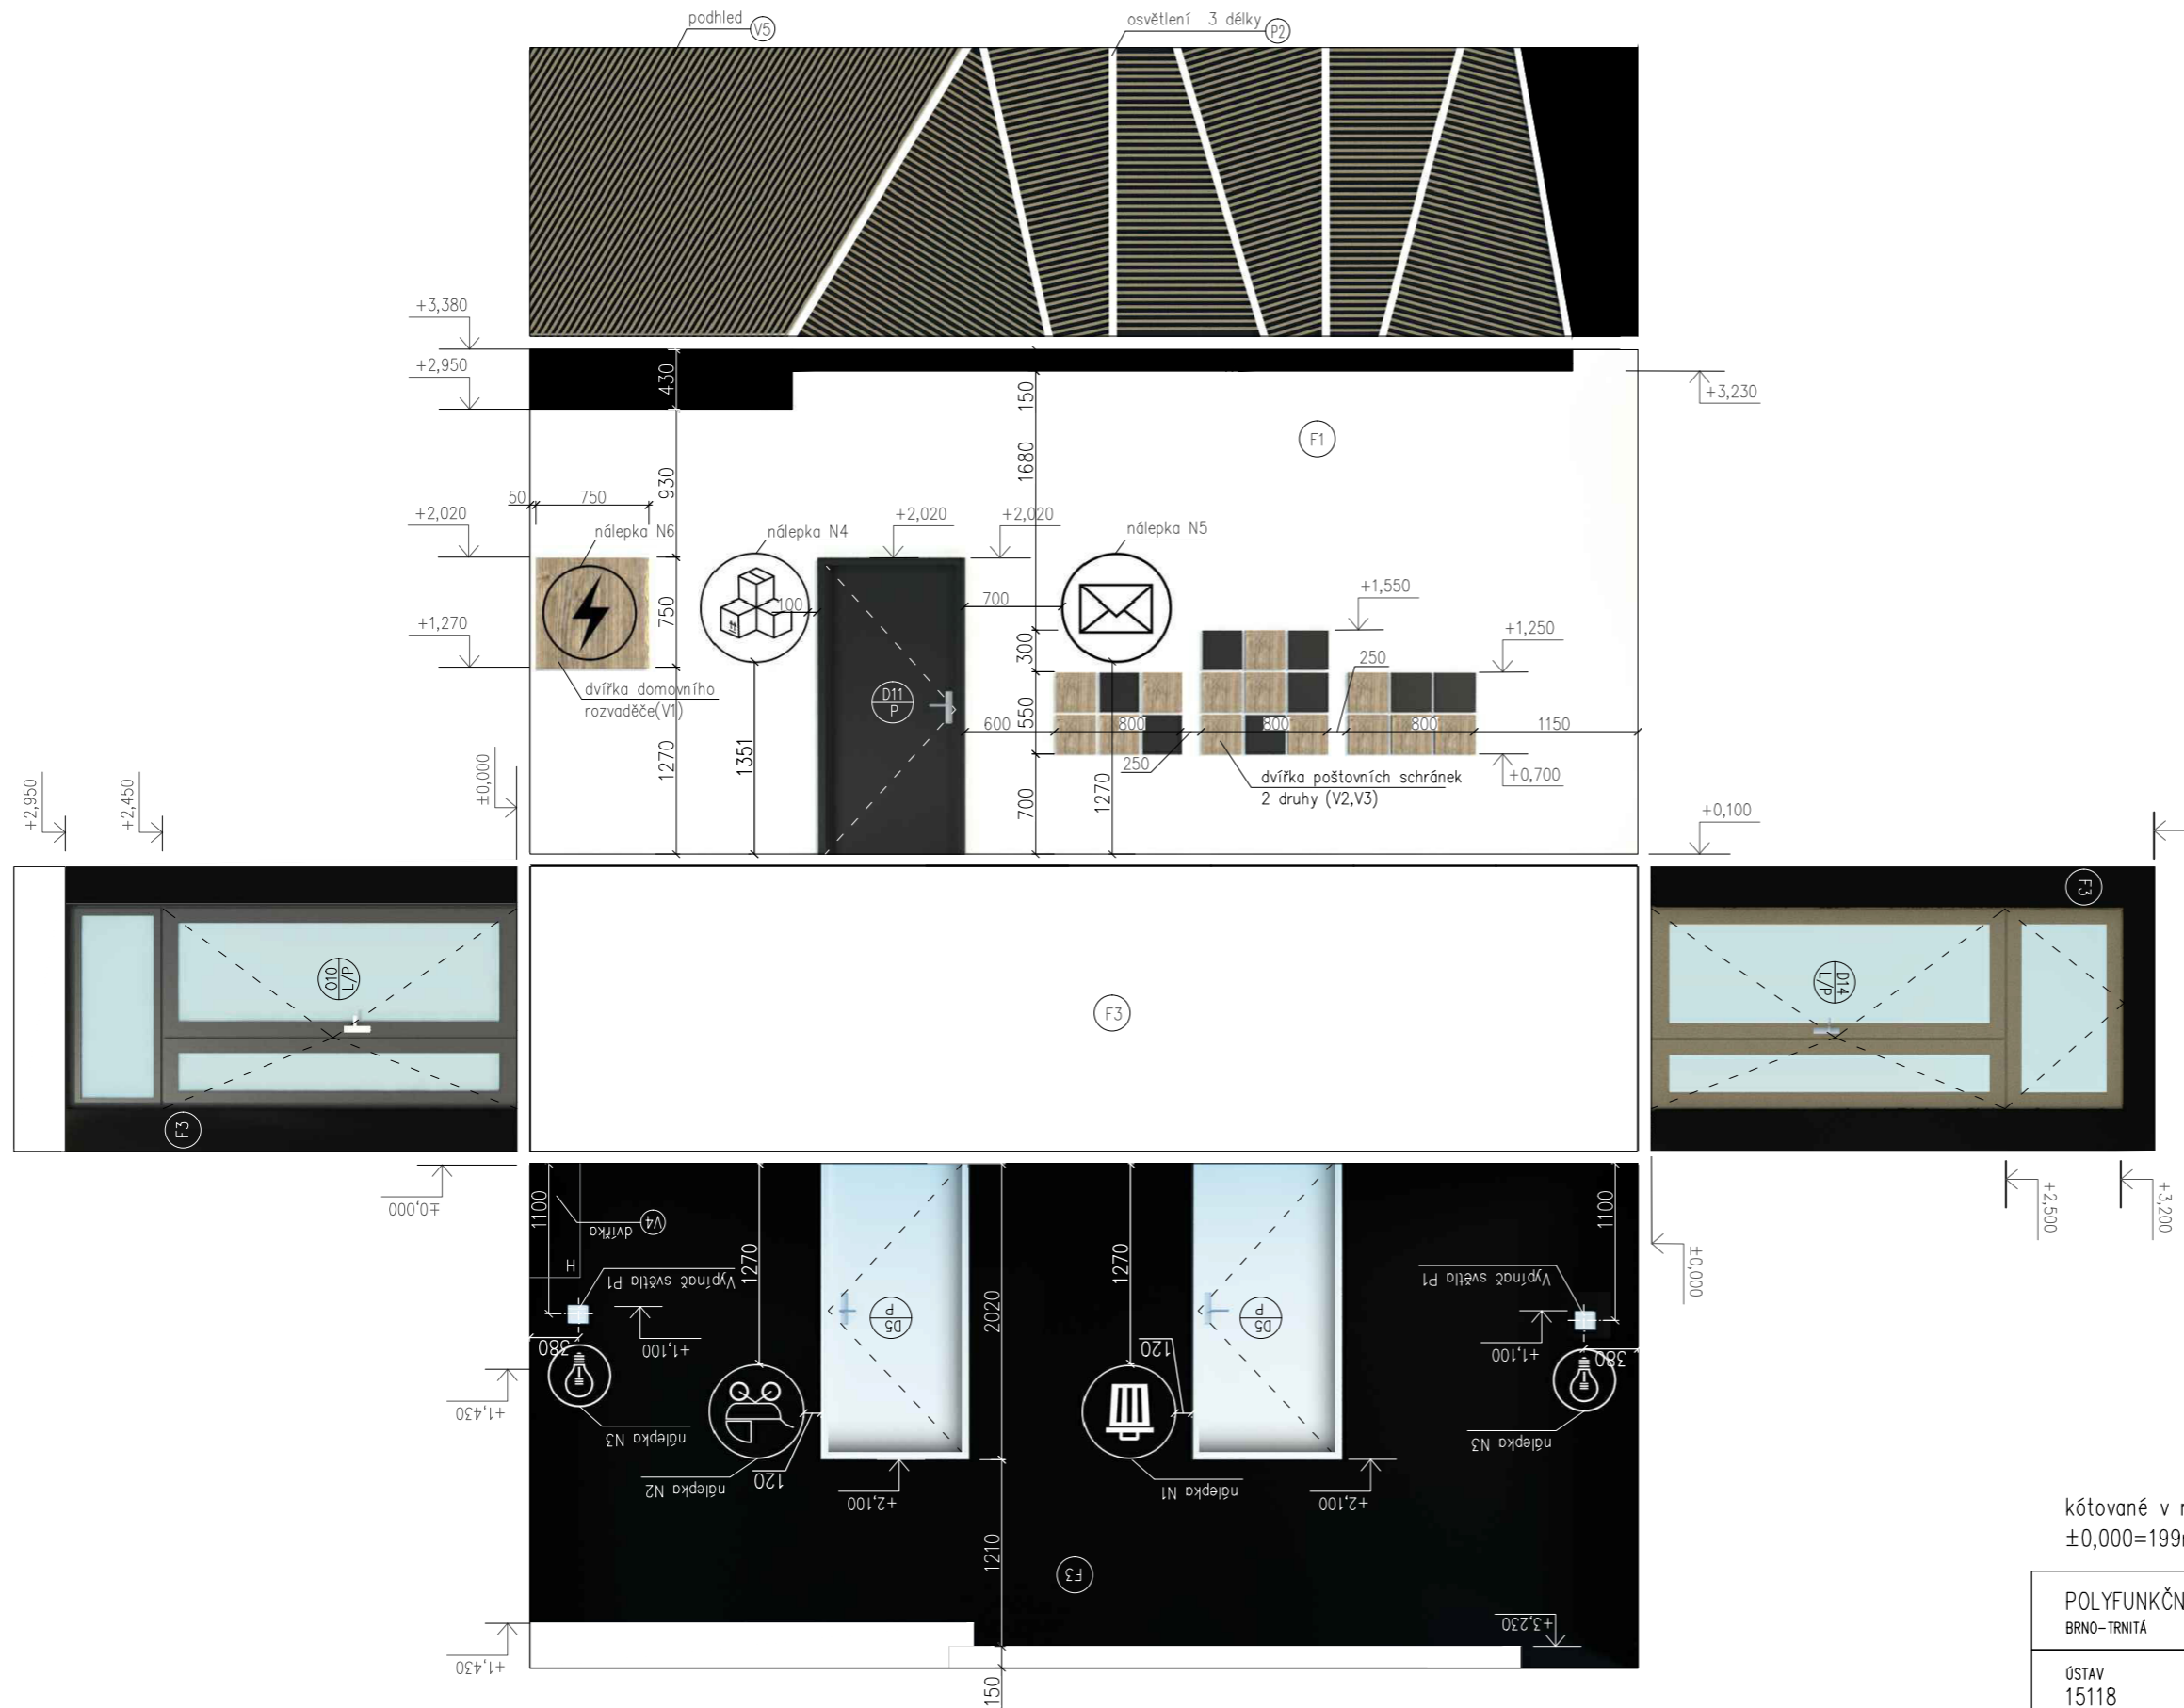 podhled V5
osvětlení 3 délky P2
+3,380
+2,950
430
150
+3,230
F1
1680
930
50 750
+2,020
nálepka N6
nálepka N4
+2,020
+2,020
nálepka N5
100
700
+1,550
750
+1,270
300
+1,250
250
dvířka domovního
rozvaděče(V1)
D11
P
600
550
800
800
800
1150
250
+0,700
dvířka poštovních schránek
2 druhy (V2,V3)
1270
1351
700
1270
+2,950
+2,450
±0,000
+0,100
F3
O10
L/P
F3
D14
L/P
F3
±0,000
1100
dvířka V4
H
Vypínač světla P1
1270
1270
1100
Vypínač světla P1
+2,500
+3,200
±0,000
D5
P
2020
D5
P
380
+1,100
120
+1,100
380
+1,430
nálepka N3
nálepka N2
120
+2,100
nálepka N1
+2,100
nálepka N3
1210
F3
+3,230
+1,430
150
kótované v
±0,000=199
POLYFUNKČN
BRNO-TRNITÁ
ÚSTAV
15118